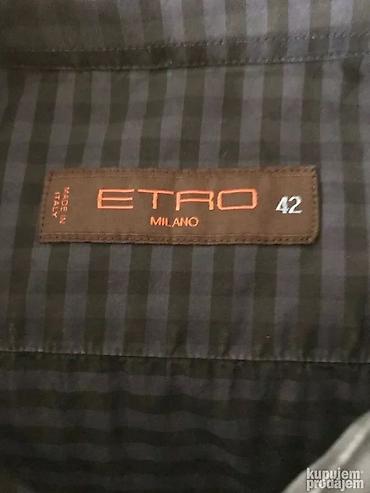 MADE IN
ITALY
ETRO
MILANO
42
kupujem
prodajem